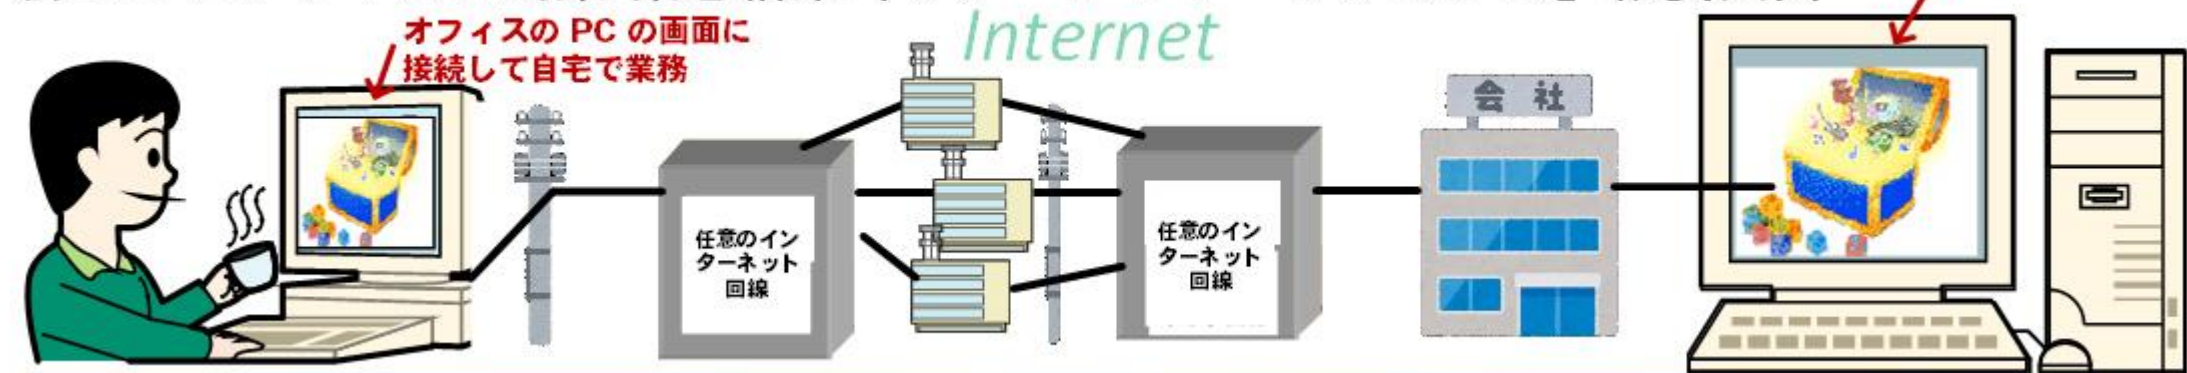 オフィスの PC の画面に
接続して自宅で業務
Internet
会 社
任意のイン
ターネット
回線
任意のイン
ターネット
回線